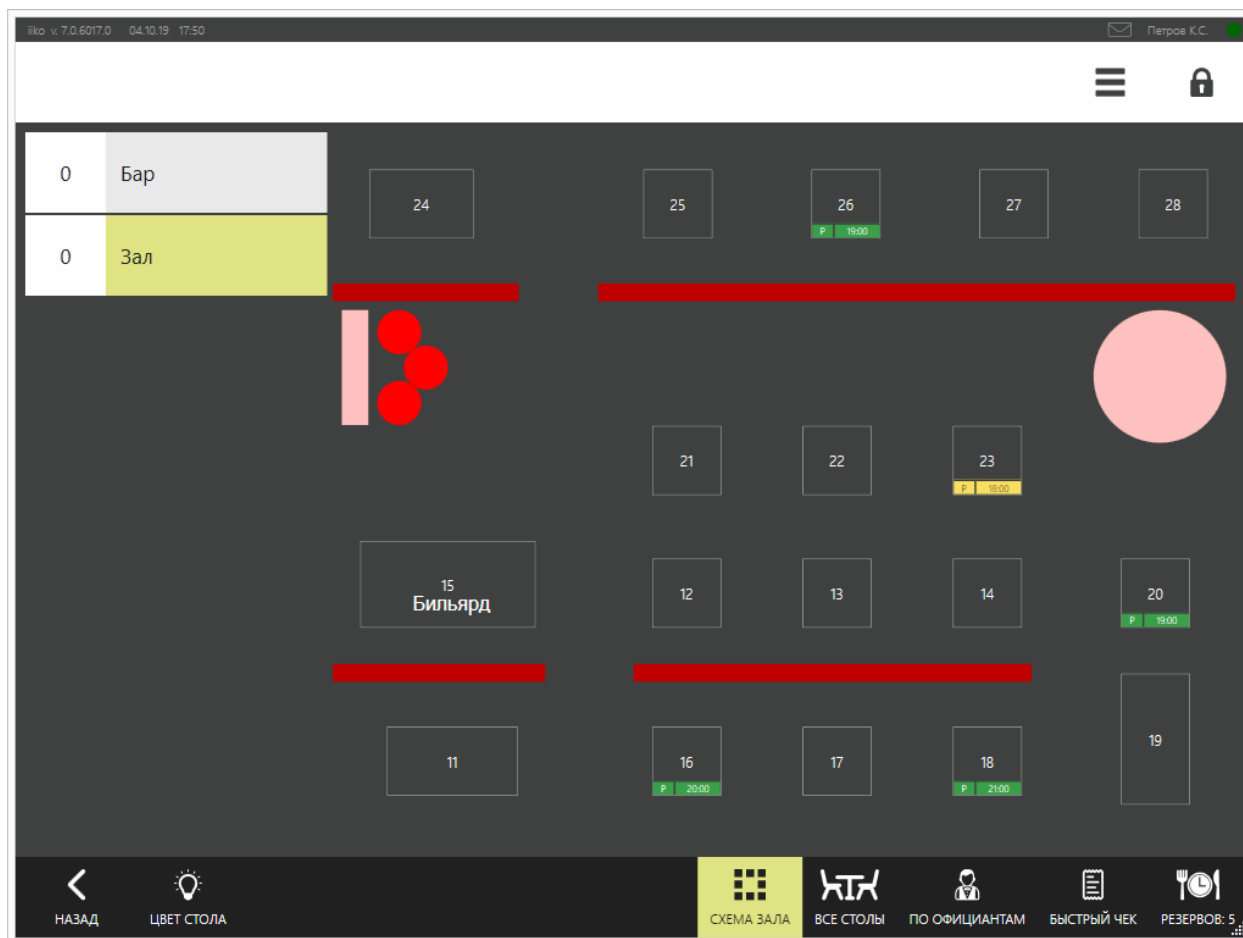 iiko v. 7.0.6017.0 04.10.19 17:50 Петров К.С.
0 Бар
0 Зал
24 25 26 27 28
P 19:00
21 22 23
P 18:00
15
Бильярд
12 13 14 20
P 19:00
11 16 17 18 19
P 20:00 P 21:00
НАЗАД ЦВЕТ СТОЛА СХЕМА ЗАЛА ВСЕ СТОЛЫ ПО ОФИЦИАНТАМ БЫСТРЫЙ ЧЕК РЕЗЕРВОВ: 5